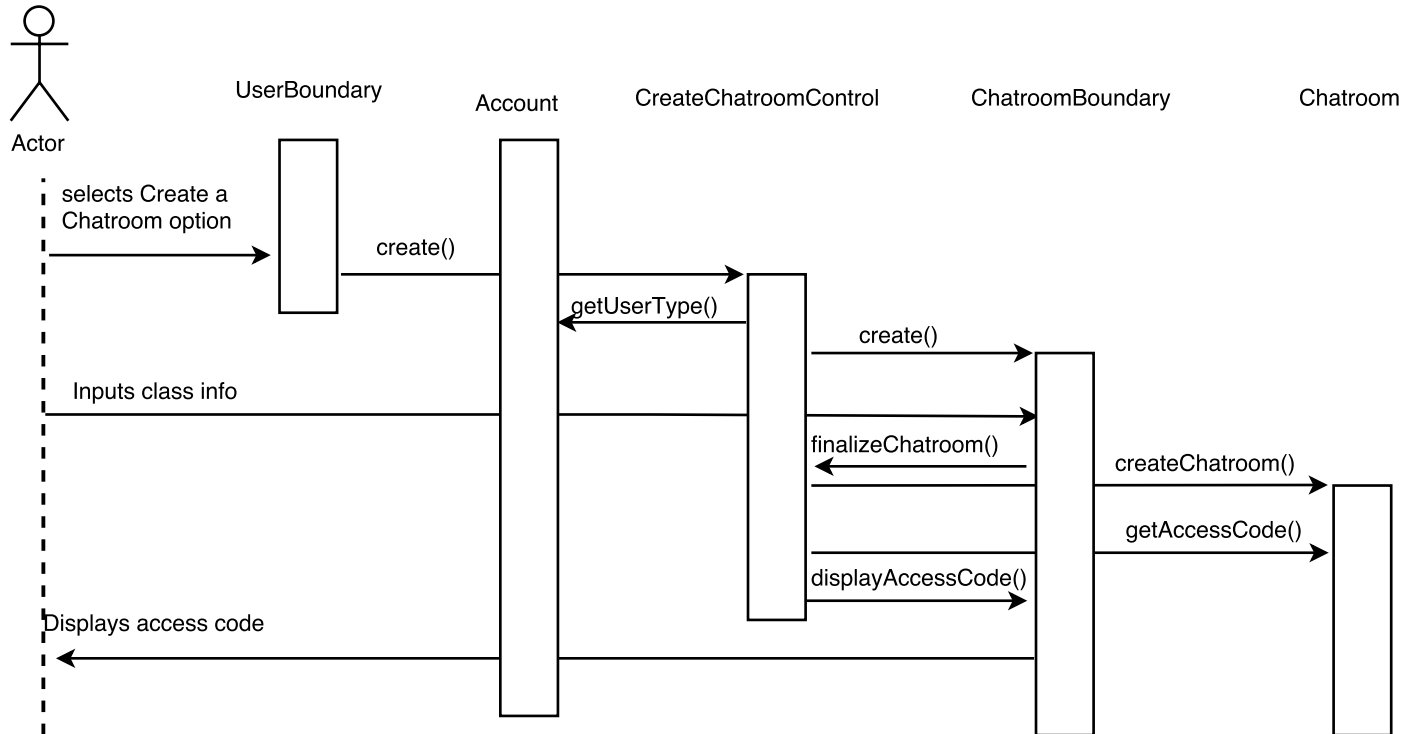 UserBoundary
Account
CreateChatroomControl
ChatroomBoundary
Chatroom
Actor
selects Create a
Chatroom option
create()
getUserType()
create()
Inputs class info
finalizeChatroom()
createChatroom()
getAccessCode()
displayAccessCode()
Displays access code